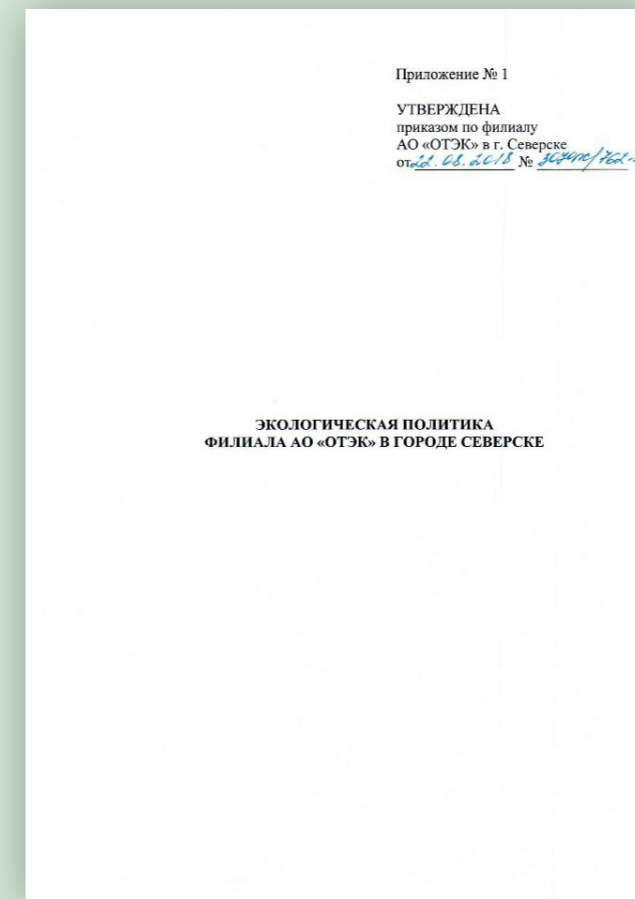 Приложение № 1
УТВЕРЖДЕНА
приказом по филиалу
АО «ОТЭК» в г. Северске
от 22.08.2018 №
ЭКОЛОГИЧЕСКАЯ ПОЛИТИКА
ФИЛИАЛА АО «ОТЭК» В ГОРОДЕ СЕВЕРСКЕ